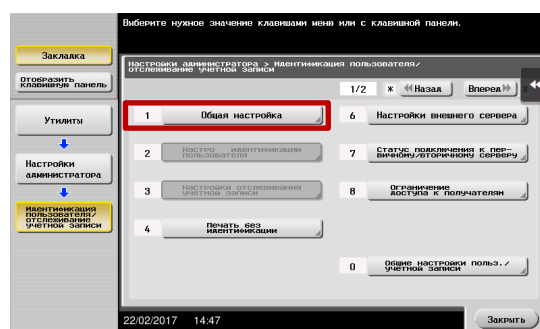 Выберите нужное значение клавишами меню или с клавишной панели.
Закладка
Отобразить
клавишную панель
Утилиты
Настройки
администратора
Идентификация
пользователя/
отслеживание
учетной записи
Настройки администратора > Идентификация пользователя/
отслеживание учетной записи
1/2 * Назад Вперед
1 Общая настройка
2 Настро идентификации
пользователя
3 Настройки отслеживания
учетной записи
4 Печать без
идентификации
6 Настройки внешнего сервера
7 Статус подключения к пер-
вичному/вторичному серверу
8 Ограничение
доступа к получателям
0 Общие настройки польз./
учетной записи
22/02/2017 14:47
Закрыть